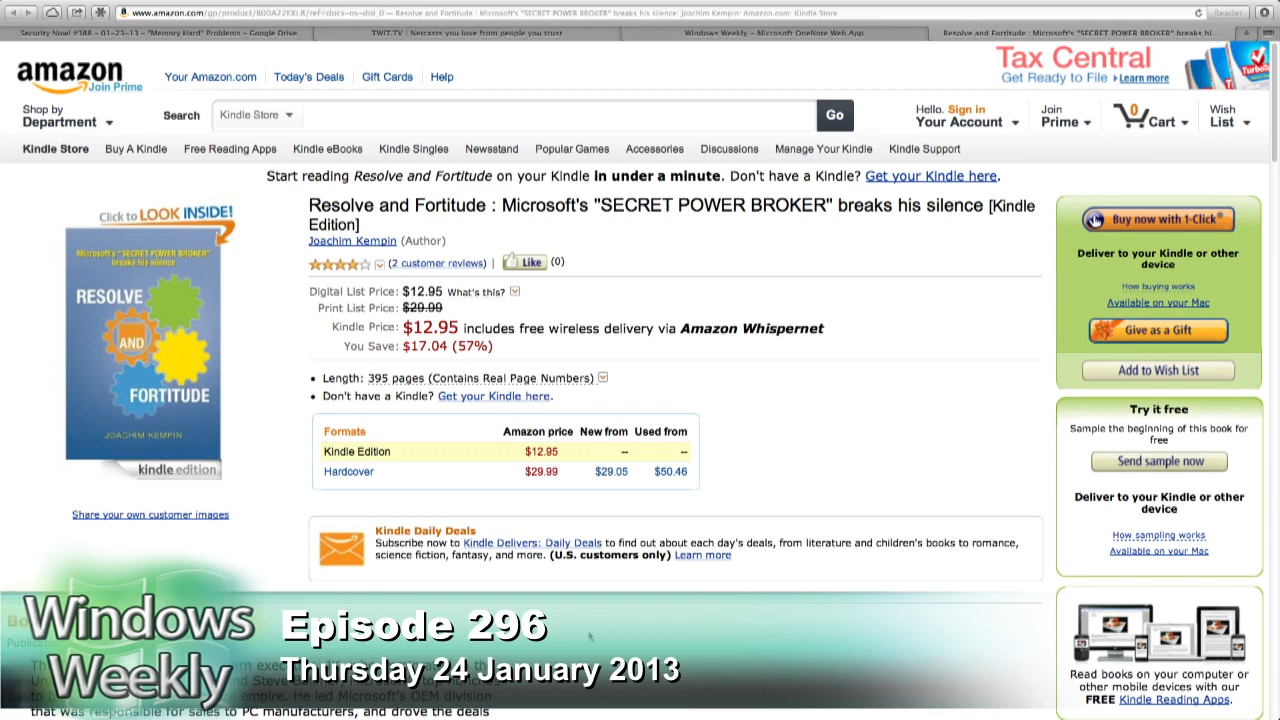 www.amazon.com/gp/product/B00A22EXL8/ref=docs-os-doi_0 — Resolve and Fortitude : Microsoft's "SECRET POWER BROKER" breaks his silence: Joachim Kempin: Amazon.com: Kindle Store
Reader
Security Now! #388 - 01-23-13 - "Memory Hard" Problems - Google Drive
TWiT.TV | Netcasts you love from people you trust
Windows Weekly - Microsoft OneNote Web App
Resolve and Fortitude : Microsoft's "SECRET POWER BROKER" breaks hi...
amazon
Join Prime
Your Amazon.com
Today's Deals
Gift Cards
Help
Tax Central
Get Ready to File
Learn more
Shop by
Department
Search
Kindle Store
Go
Hello. Sign in
Your Account
Join
Prime
0
Cart
Wish
List
Kindle Store
Buy A Kindle
Free Reading Apps
Kindle eBooks
Kindle Singles
Newsstand
Popular Games
Accessories
Discussions
Manage Your Kindle
Kindle Support
Start reading Resolve and Fortitude on your Kindle in under a minute. Don't have a Kindle? Get your Kindle here.
Click to LOOK INSIDE!
Microsoft's "SECRET POWER BROKER"
breaks his silence
RESOLVE
AND
FORTITUDE
JOACHIM KEMPIN
kindle edition
Share your own customer images
Resolve and Fortitude : Microsoft's "SECRET POWER BROKER" breaks his silence [Kindle
Edition]
Joachim Kempin (Author)
(2 customer reviews) | Like (0)
Digital List Price: $12.95 What's this?
Print List Price: $29.99
Kindle Price: $12.95 includes free wireless delivery via Amazon Whispernet
You Save: $17.04 (57%)
• Length: 395 pages (Contains Real Page Numbers)
• Don't have a Kindle? Get your Kindle here.
Formats Amazon price New from Used from
Kindle Edition $12.95 -- --
Hardcover $29.99 $29.05 $50.46
Kindle Daily Deals
Subscribe now to Kindle Delivers: Daily Deals to find out about each day's deals, from literature and children's books to romance,
science fiction, fantasy, and more. (U.S. customers only) Learn more
Buy now with 1-Click®
Deliver to your Kindle or other
device
How buying works
Available on your Mac
Give as a Gift
Add to Wish List
Try it free
Sample the beginning of this book for
free
Send sample now
Deliver to your Kindle or other
device
How sampling works
Available on your Mac
Read books on your computer or
other mobile devices with our
FREE Kindle Reading Apps.
Windows
Weekly
Episode 296
Thursday 24 January 2013
empire. He led Microsoft's OEM division
that was responsible for sales to PC manufacturers, and drove the deals